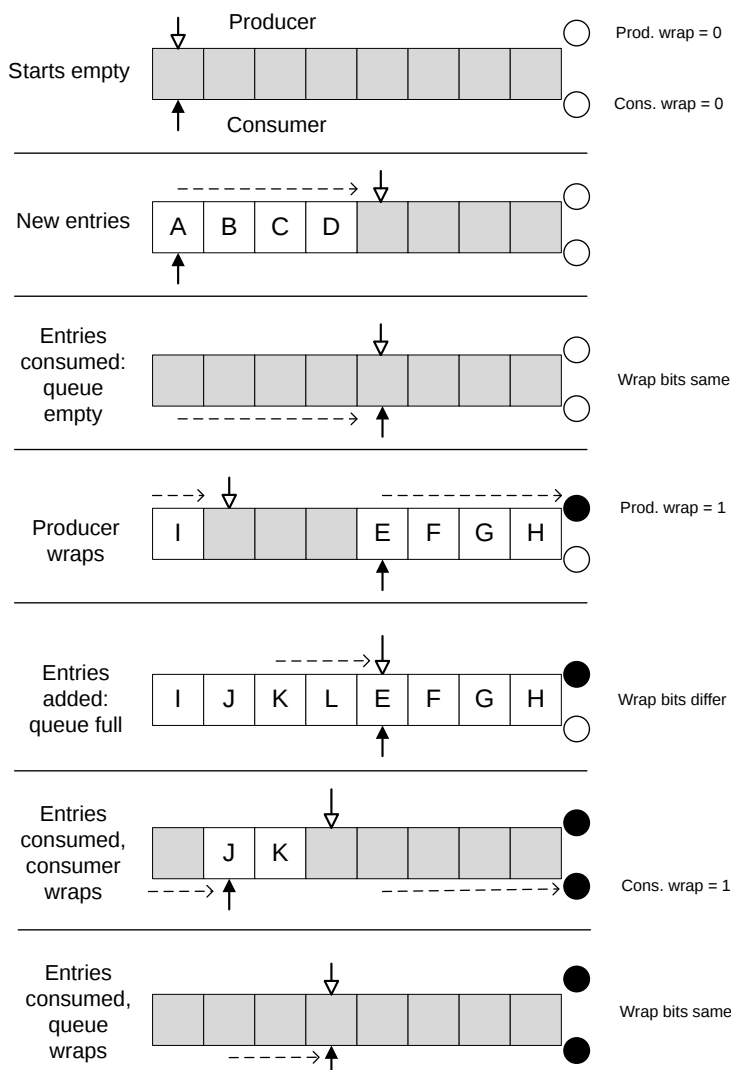 Producer
Prod. wrap = 0
Starts empty
Cons. wrap = 0
Consumer
New entries
A B C D
Entries
consumed:
queue
empty
Wrap bits same
Prod. wrap = 1
Producer
wraps
I E F G H
Entries
added:
queue full
I J K L E F G H
Wrap bits differ
Entries
consumed,
consumer
wraps
J K
Cons. wrap = 1
Entries
consumed,
queue
wraps
Wrap bits same